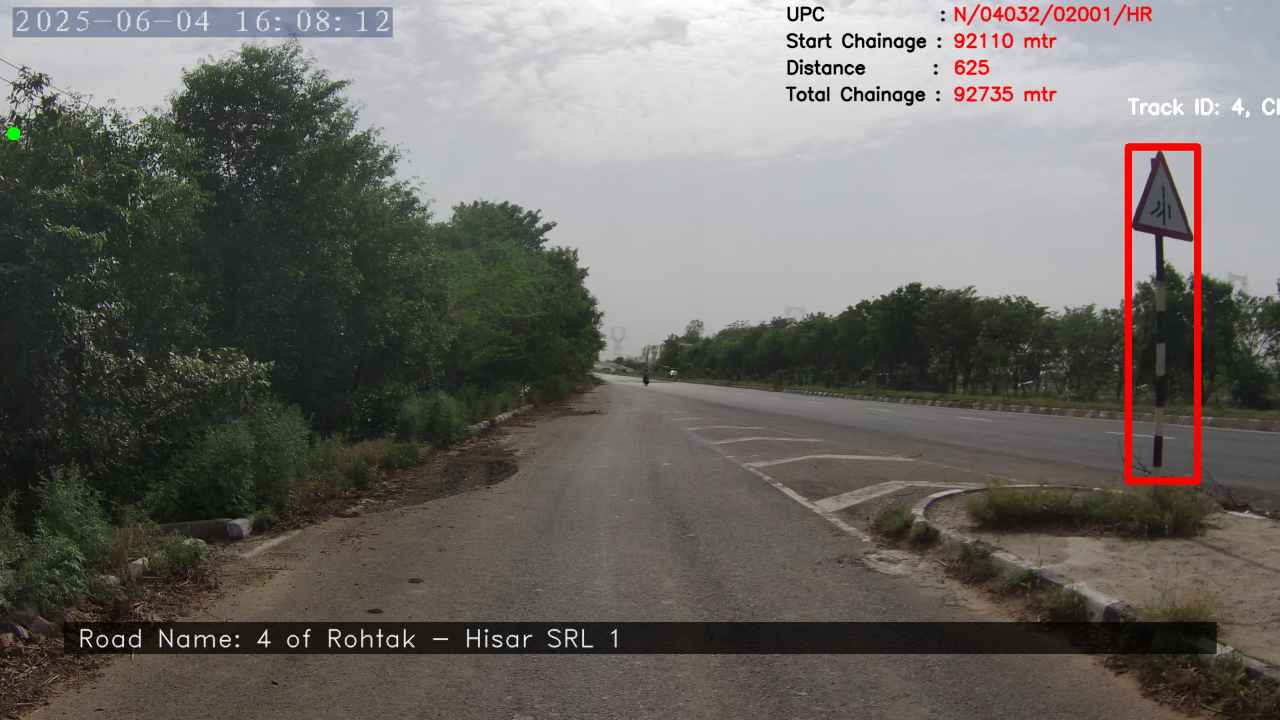 2025-06-04 16:08:12
UPC : N/04032/02001/HR
Start Chainage : 92110 mtr
Distance : 625
Total Chainage : 92735 mtr
Track ID: 4,
Road Name: 4 of Rohtak - Hisar SRL 1